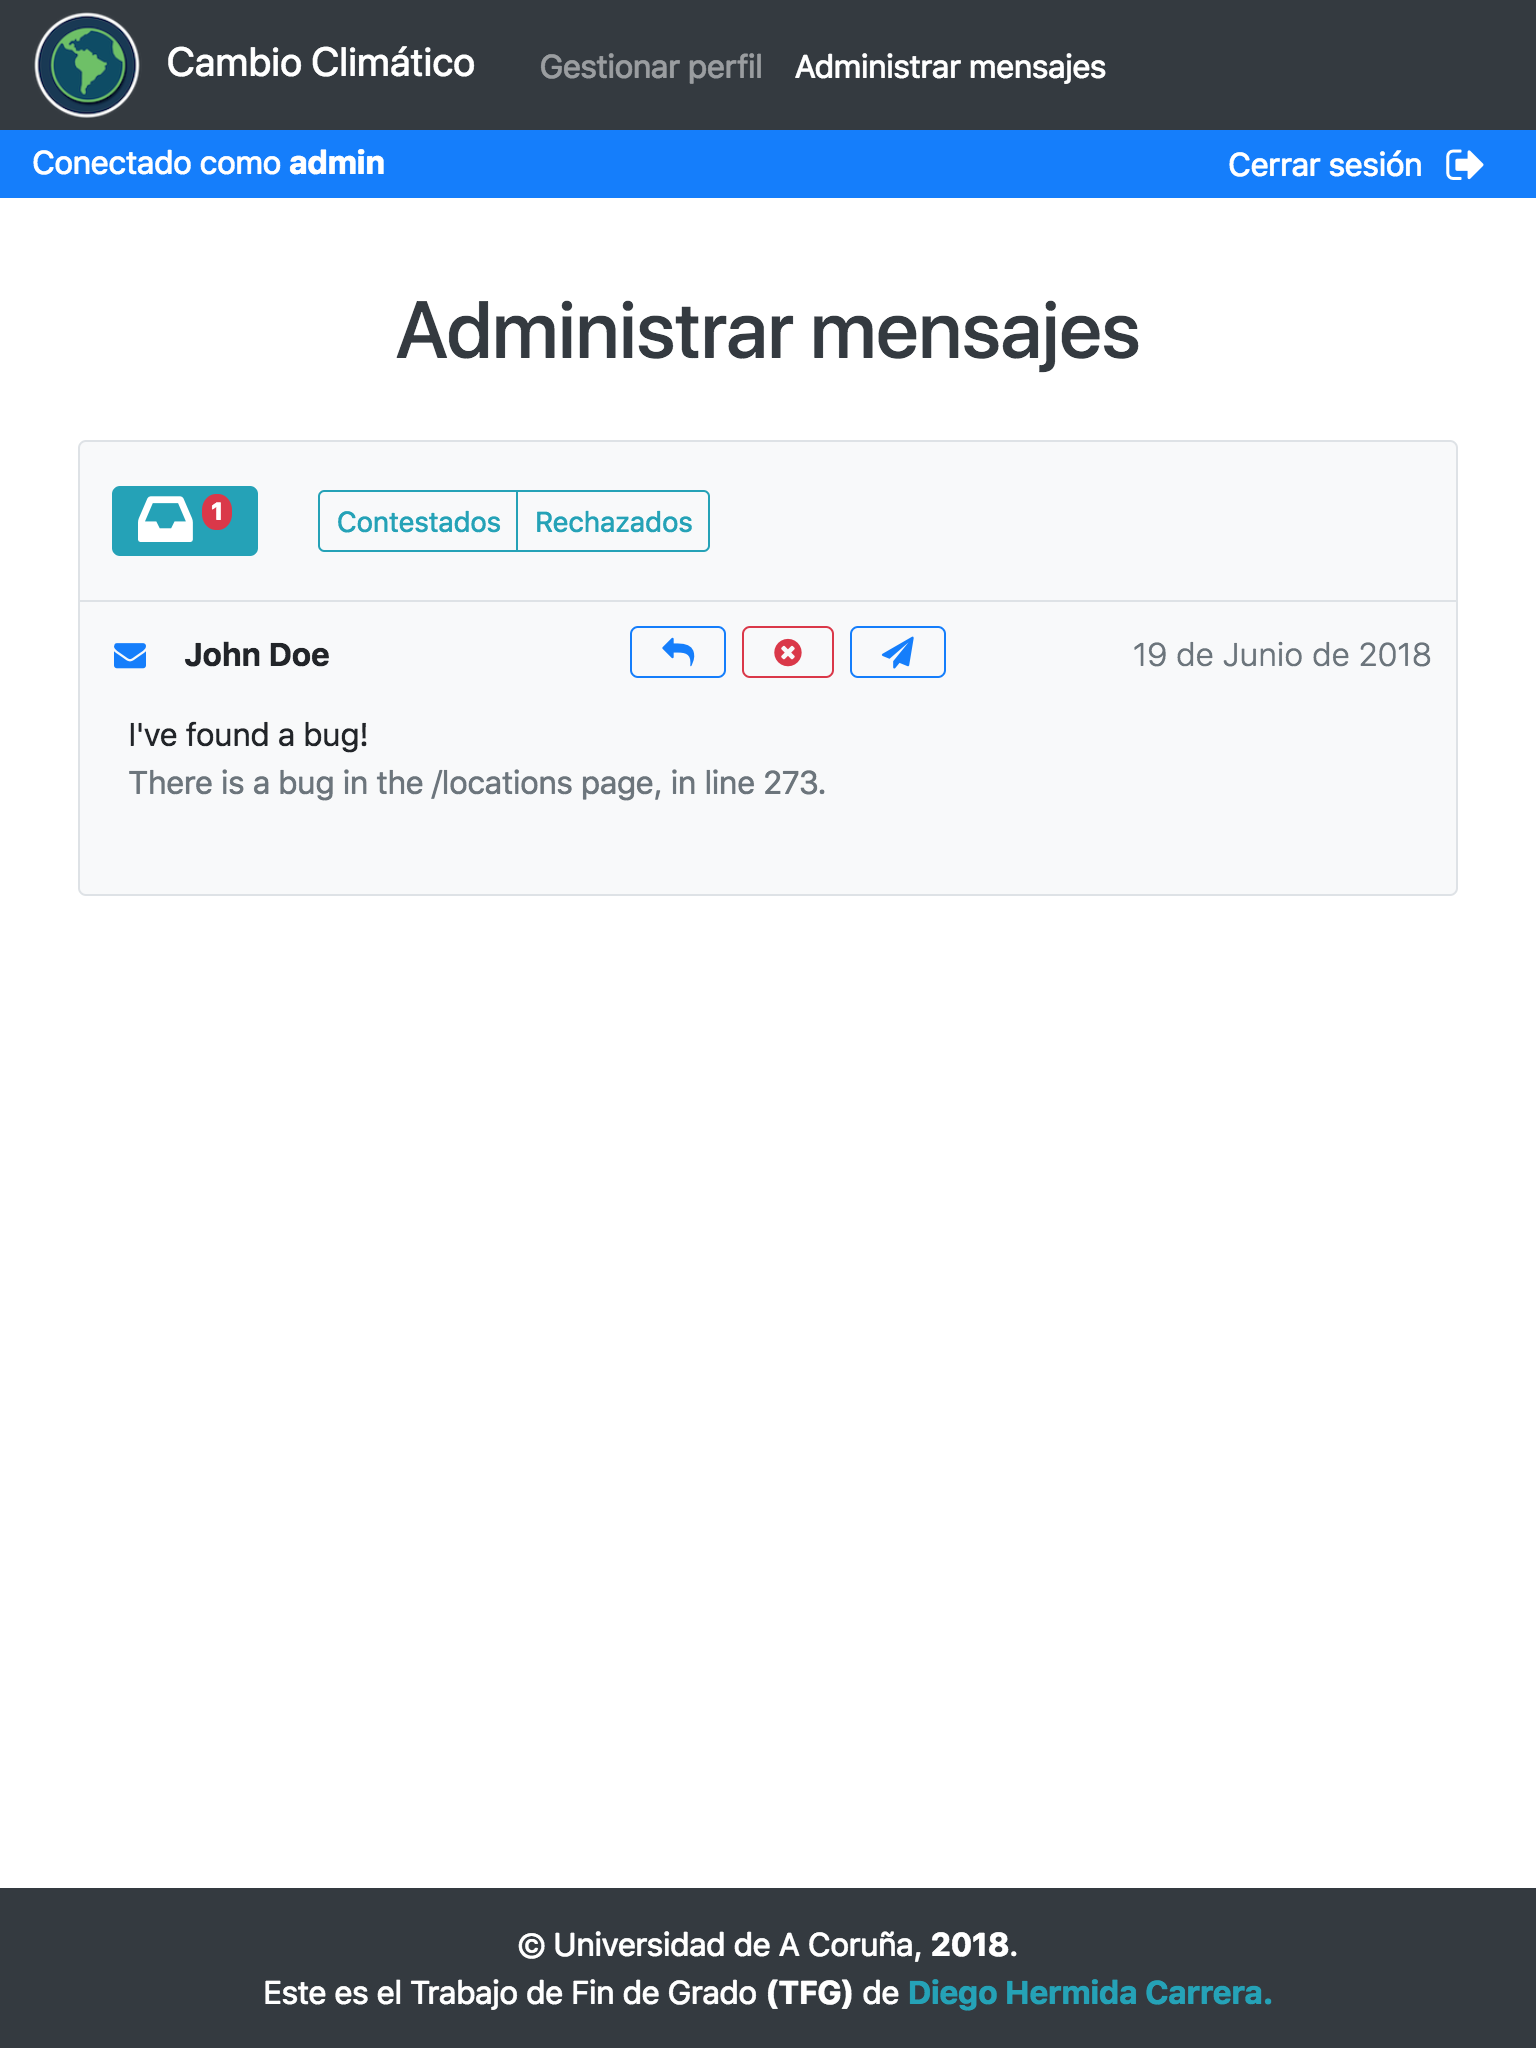 Cambio Climático
Gestionar perfil
Administrar mensajes
Conectado como admin
Cerrar sesión
Administrar mensajes
1
Contestados
Rechazados
John Doe
19 de Junio de 2018
I've found a bug!
There is a bug in the /locations page, in line 273.
© Universidad de A Coruña, 2018.
Este es el Trabajo de Fin de Grado (TFG) de Diego Hermida Carrera.